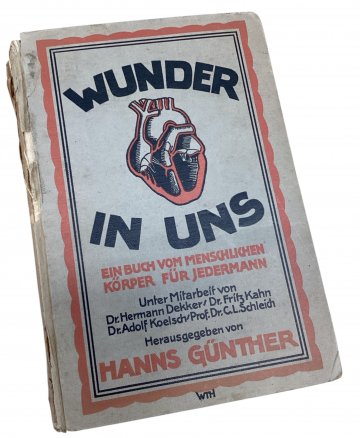 WUNDER
IN UNS
EIN BUCH VOM MENSCHLICHEN
KÖRPER FÜR JEDERMANN
Unter Mitarbeit von
Dr. Hermann Dekker / Dr. Fritz Kahn
Dr. Adolf Koelsch / Prof. Dr. C. L. Schleich
Herausgegeben von
HANNS GÜNTHER
WTH